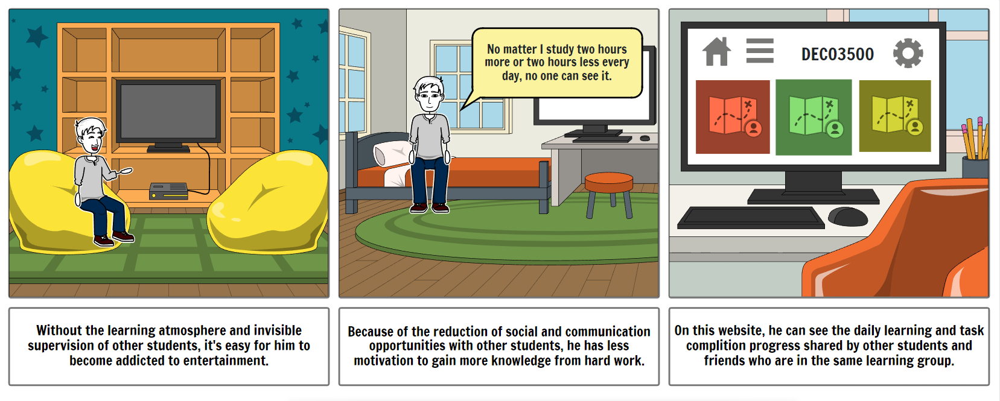 No matter I study two hours
more or two hours less every
day, no one can see it.
DECO3500
Without the learning atmosphere and invisible
supervision of other students, it's easy for him to
become addicted to entertainment.
Because of the reduction of social and communication
opportunities with other students, he has less
motivation to gain more knowledge from hard work.
On this website, he can see the daily learning and task
complition progress shared by other students and
friends who are in the same learning group.